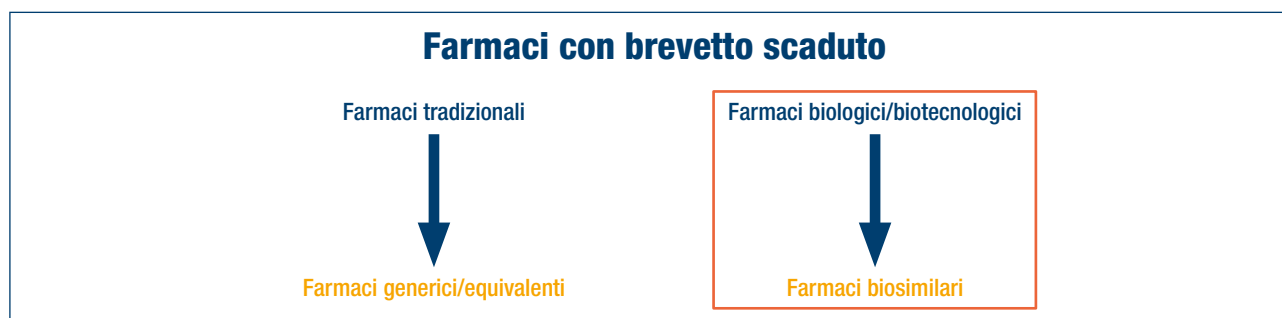 Farmaci con brevetto scaduto
Farmaci tradizionali
Farmaci biologici/biotecnologici
Farmaci generici/equivalenti
Farmaci biosimilari